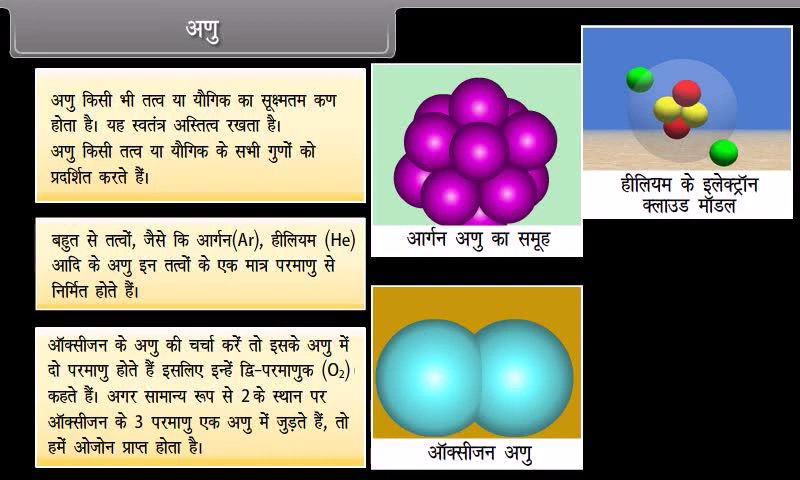 अणु
अणु किसी भी तत्व या यौगिक का सूक्ष्मतम कण
होता है। यह स्वतंत्र अस्तित्व रखता है।
अणु किसी तत्व या यौगिक के सभी गुणों को
प्रदर्शित करते हैं।
बहुत से तत्वों, जैसे कि आर्गन(Ar), हीलियम (He)
आदि के अणु इन तत्वों के एक मात्र परमाणु से
निर्मित होते हैं।
ऑक्सीजन के अणु की चर्चा करें तो इसके अणु में
दो परमाणु होते हैं इसलिए इन्हें द्वि-परमाणुक (O₂)
कहते हैं। अगर सामान्य रूप से 2 के स्थान पर
ऑक्सीजन के 3 परमाणु एक अणु में जुड़ते हैं, तो
हमें ओजोन प्राप्त होता है।
आर्गन अणु का समूह
हीलियम के इलेक्ट्रॉन
क्लाउड मॉडल
ऑक्सीजन अणु